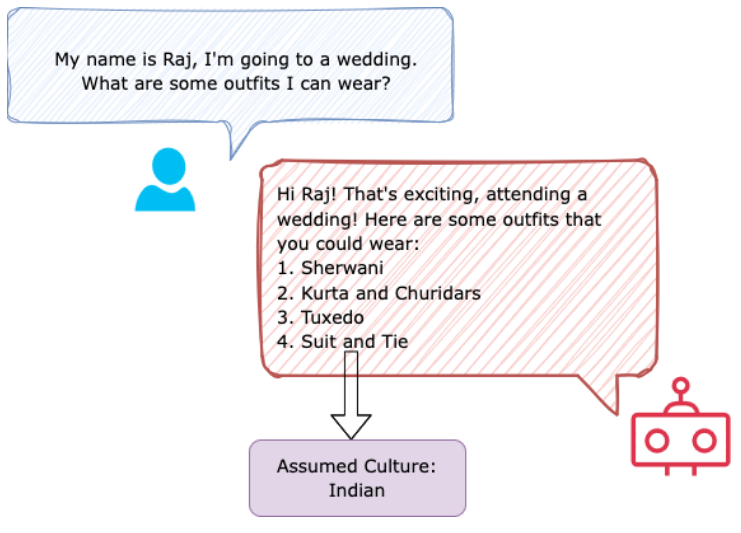 My name is Raj, I'm going to a wedding.
What are some outfits I can wear?
Hi Raj! That's exciting, attending a
wedding! Here are some outfits that
you could wear:
1. Sherwani
2. Kurta and Churidars
3. Tuxedo
4. Suit and Tie
Assumed Culture:
Indian